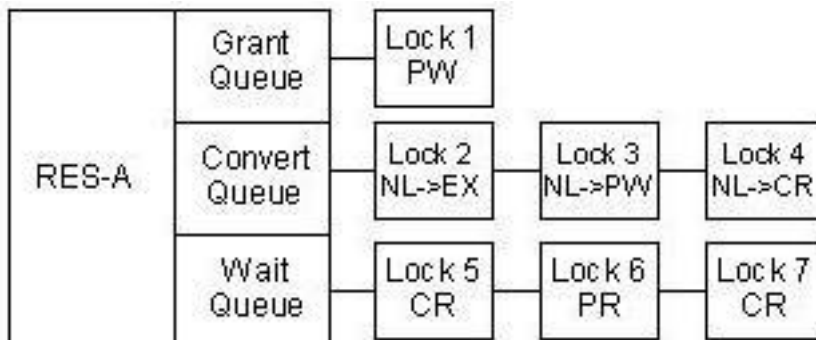 RES-A
Grant
Queue
Lock 1
PW
Convert
Queue
Lock 2
NL->EX
Lock 3
NL->PW
Lock 4
NL->CR
Wait
Queue
Lock 5
CR
Lock 6
PR
Lock 7
CR